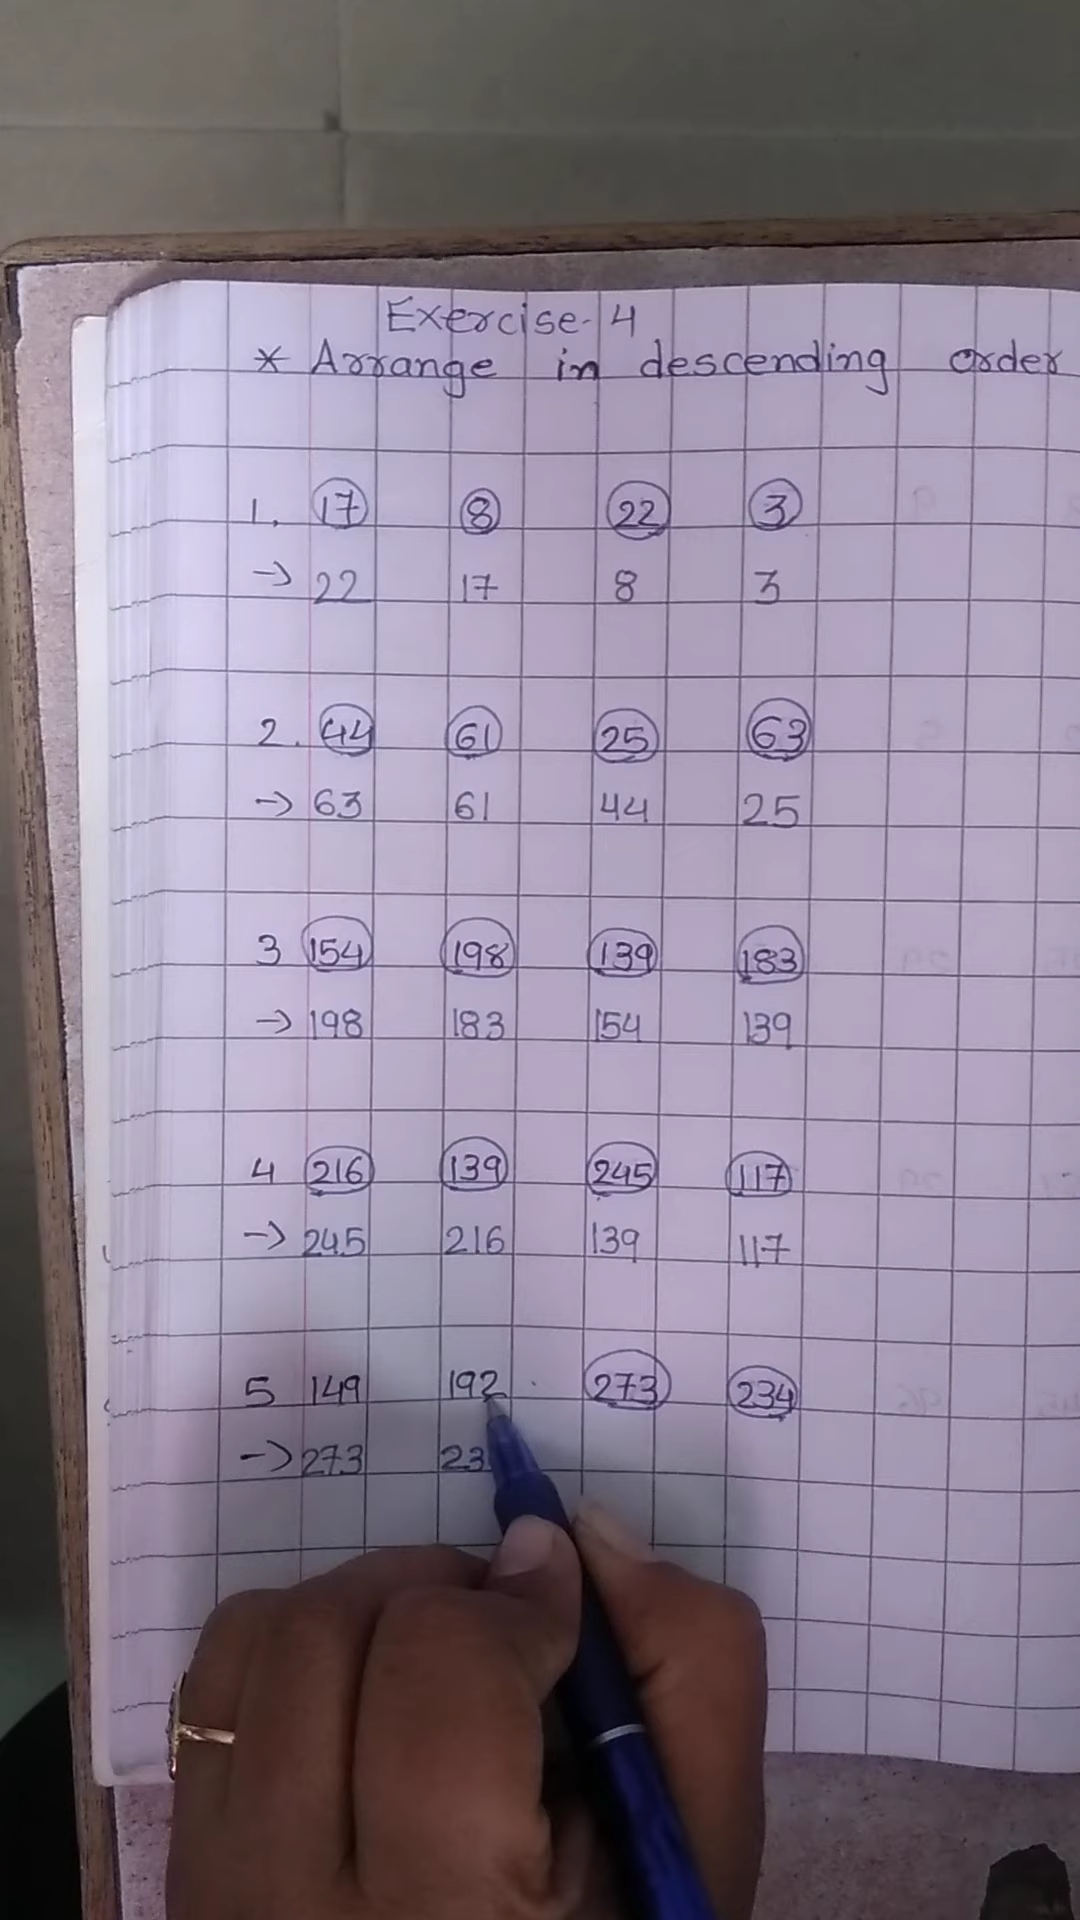 Exercise-4
* Arrange in descending order
1. 17 8 22 3
→ 22 17 8 3
2. 44 61 25 63
→ 63 61 44 25
3 154 198 139 183
→ 198 183 154 139
4 216 139 245 117
→ 245 216 139 117
5 149 192 273 234
→ 273 23